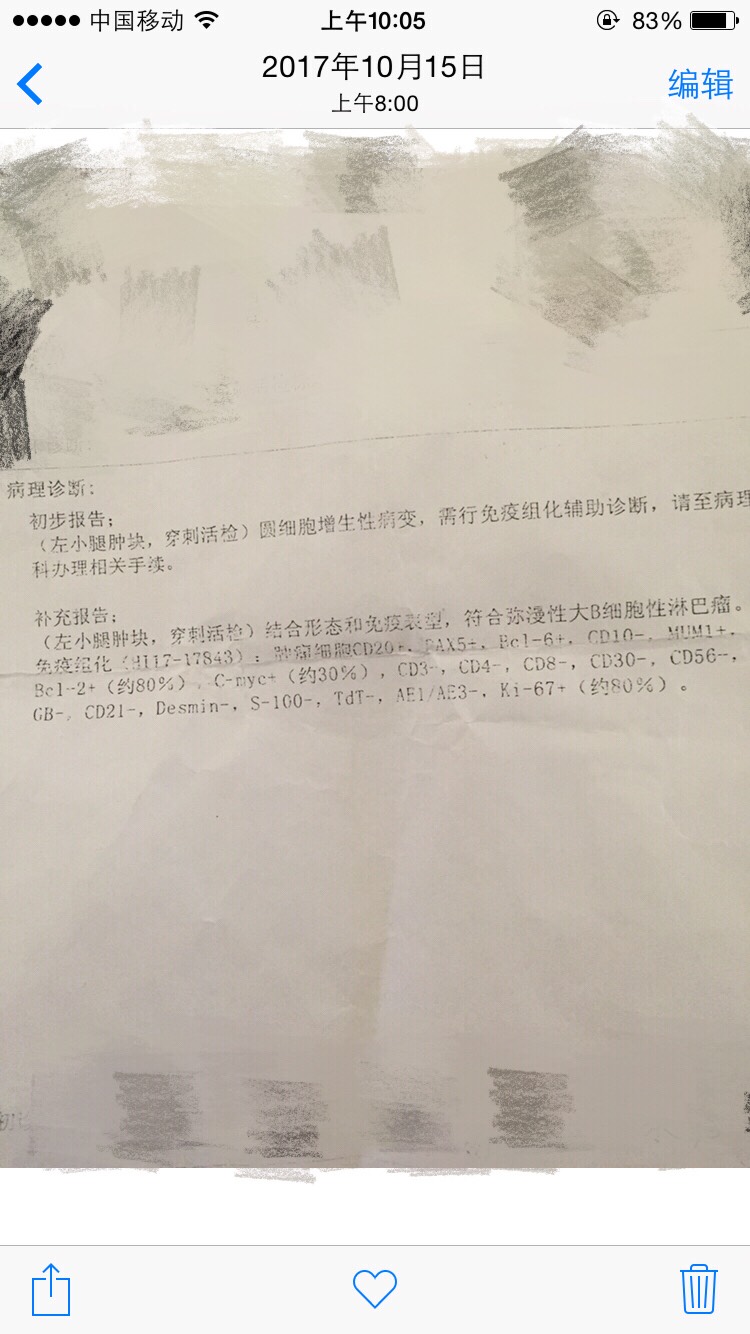 中国移动 上午10:05 83%
2017年10月15日
编辑
上午8:00
病理诊断:
初步报告;
(左小腿肿块，穿刺活检)圆细胞增生性病变，需行免疫组化辅助诊断，请至病理
科办理相关手续。
补充报告;
(左小腿肿块，穿刺活检)结合形态和免疫表型，符合弥漫性大B细胞性淋巴瘤。
免疫组化(HI17-17843): 肿瘤细胞CD20+，PAX5+，Bcl-6+，CD10-，MUM1+，
Bcl-2+(约80%)，C-myc+(约30%)，CD3-，CD4-，CD8-，CD30-，CD56-，
GB-，CD21-，Desmin-，S-100-，TdT-，AE1/AE3-，Ki-67+(约80%)。